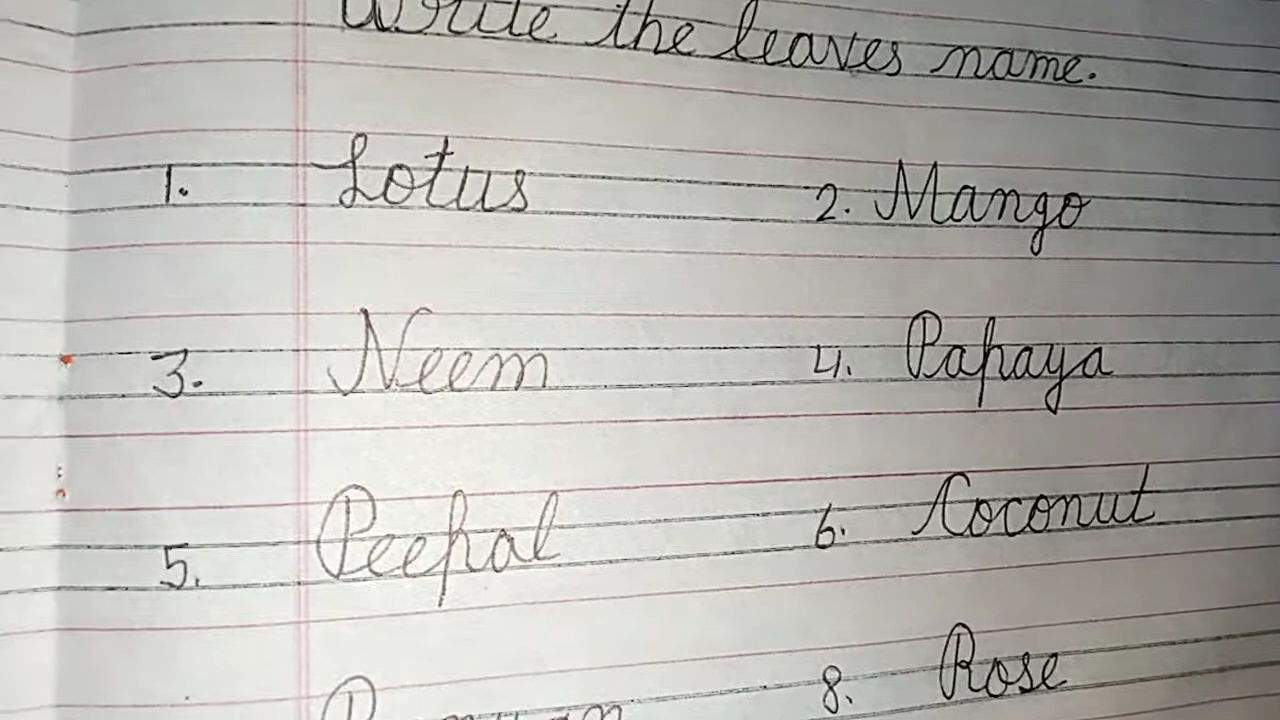 Write the leaves name.
1. Lotus 2. Mango
3. Neem 4. Papaya
5. Peepal 6. Coconut
8. Rose